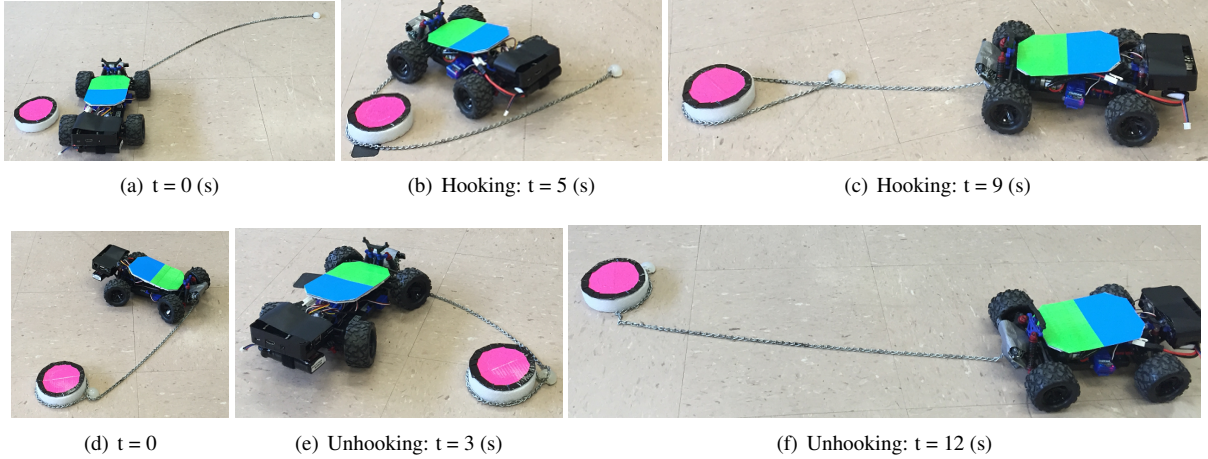 (a) t = 0 (s)
(b) Hooking: t = 5 (s)
(c) Hooking: t = 9 (s)
(d) t = 0
(e) Unhooking: t = 3 (s)
(f) Unhooking: t = 12 (s)